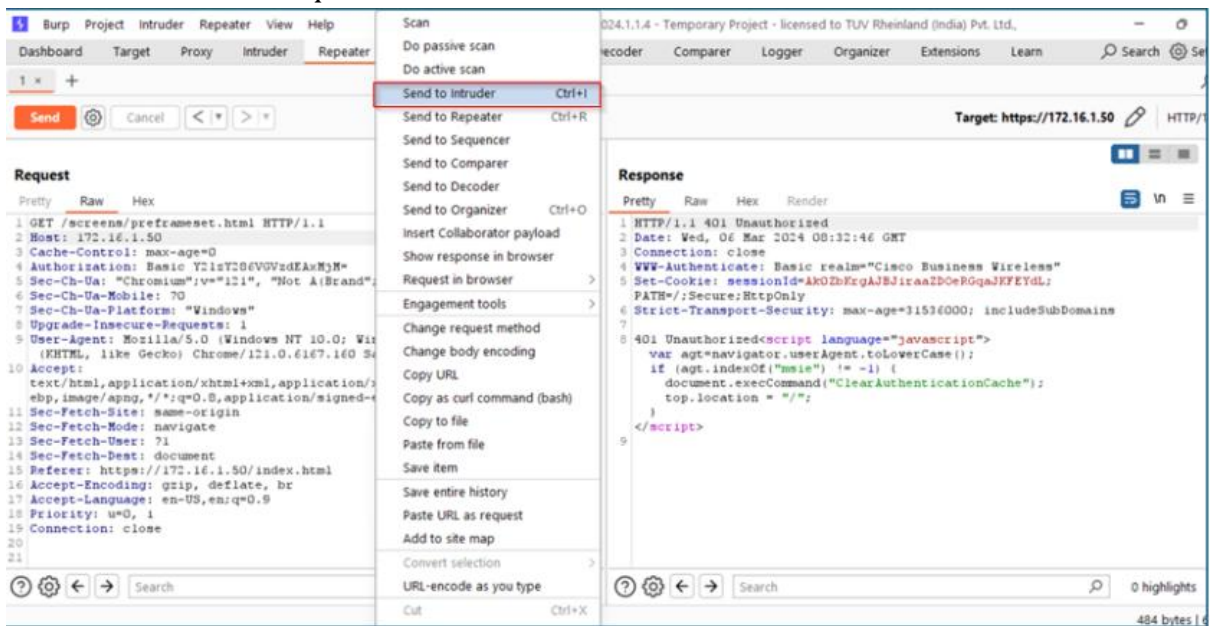 Burp Project Intruder Repeater View Help
024.1.1.4 - Temporary Project - licensed to TUV Rheinland (India) Pvt. Ltd.,
Dashboard Target Proxy Intruder Repeater
ecoder Comparer Logger Organizer Extensions Learn Search Se
1 × +
Send Cancel < >
Target: https://172.16.1.50 HTTP/1
Request
Pretty Raw Hex
1 GET /screens/preframeset.html HTTP/1.1
2 Host: 172.16.1.50
3 Cache-Control: max-age=0
4 Authorization: Basic
5 Sec-Ch-Ua: "Chromium";v="121", "Not A(Brand";
6 Sec-Ch-Ua-Mobile: ?0
7 Sec-Ch-Ua-Platform: "Windows"
8 Upgrade-Insecure-Requests: 1
9 User-Agent: Mozilla/5.0 (Windows NT 10.0; Wi
(KHTML, like Gecko) Chrome/121.0.6167.160 Sa
10 Accept:
text/html,application/xhtml+xml,application/
ebp,image/apng,*/*;q=0.8,application/signed-e
11 Sec-Fetch-Site: same-origin
12 Sec-Fetch-Mode: navigate
13 Sec-Fetch-User: ?1
14 Sec-Fetch-Dest: document
15 Referer: https://172.16.1.50/index.html
16 Accept-Encoding: gzip, deflate, br
17 Accept-Language: en-US,en;q=0.9
18 Priority: u=0, i
19 Connection: close
20
21
Search
Scan
Do passive scan
Do active scan
Send to Intruder Ctrl+I
Send to Repeater Ctrl+R
Send to Sequencer
Send to Comparer
Send to Decoder
Send to Organizer Ctrl+O
Insert Collaborator payload
Show response in browser
Request in browser >
Engagement tools >
Change request method
Change body encoding
Copy URL
Copy as curl command (bash)
Copy to file
Paste from file
Save item
Save entire history
Paste URL as request
Add to site map
Convert selection >
URL-encode as you type
Cut Ctrl+X
Response
Pretty Raw Hex Render
\n
1 HTTP/1.1 401 Unauthorized
2 Date: Wed, 06 Mar 2024 08:32:46 GMT
3 Connection: close
4 WWW-Authenticate: Basic realm="Cisco Business Wireless"
5 Set-Cookie:
PATH=/;Secure;HttpOnly
6 Strict-Transport-Security: max-age=31536000; includeSubDomains
7
8 401 Unauthorized<script language="javascript">
var agt=navigator.userAgent.toLowerCase();
if (agt.indexOf("msie") != -1) {
document.execCommand("ClearAuthenticationCache");
top.location = "/";
}
</script>
9
Search 0 highlights
484 bytes |